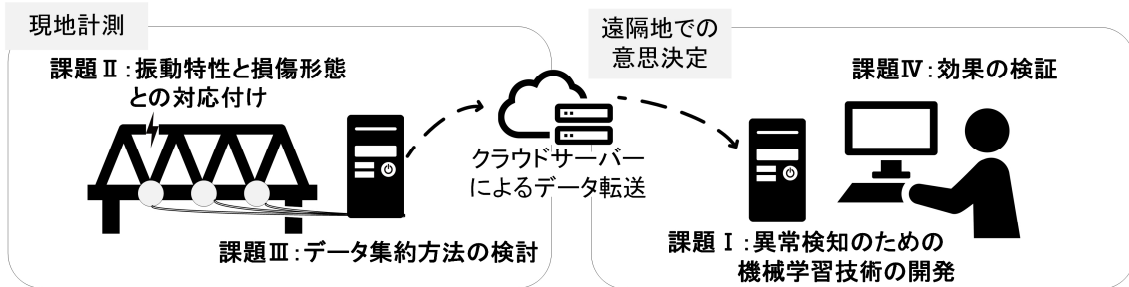 現地計測
課題Ⅱ:振動特性と損傷形態
との対応付け
課題Ⅲ:データ集約方法の検討
クラウドサーバー
によるデータ転送
遠隔地での
意思決定
課題Ⅳ:効果の検証
課題Ⅰ:異常検知のための
機械学習技術の開発